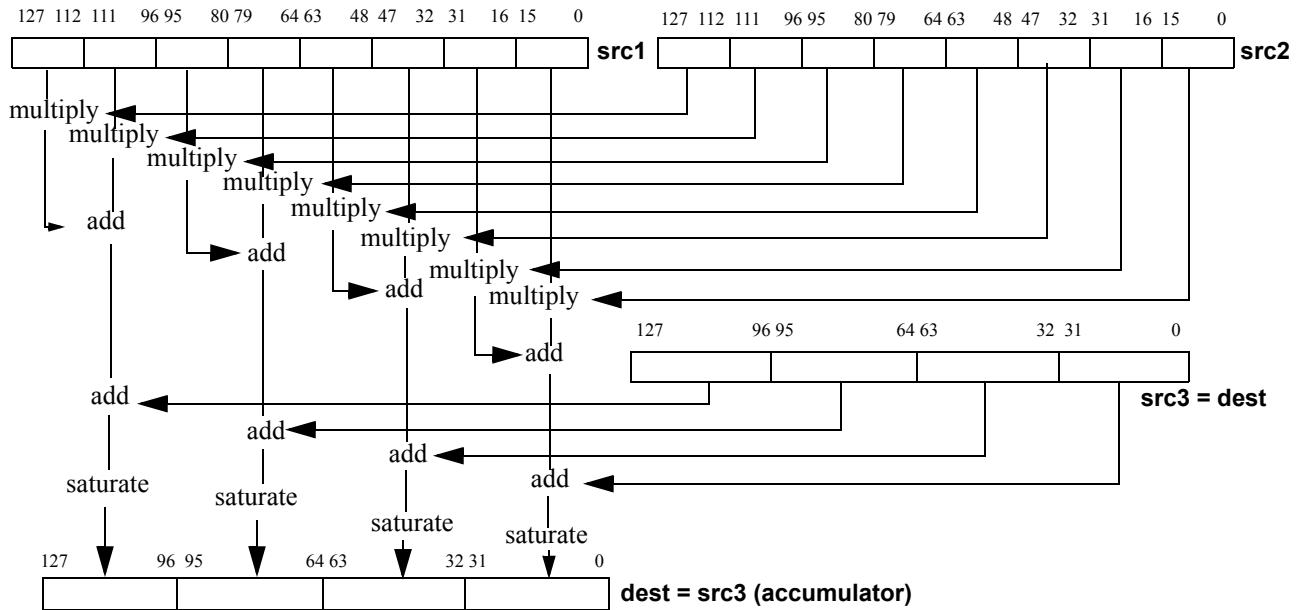 127 112 111 96 95 80 79 64 63 48 47 32 31 16 15 0
127 112 111 96 95 80 79 64 63 48 47 32 31 16 15 0
src1
src2
multiply
multiply
multiply
multiply
multiply
multiply
multiply
multiply
add
add
add
add
127 96 95 64 63 32 31 0
src3 = dest
add
add
add
add
saturate
saturate
saturate
saturate
127 96 95 64 63 32 31 0
dest = src3 (accumulator)